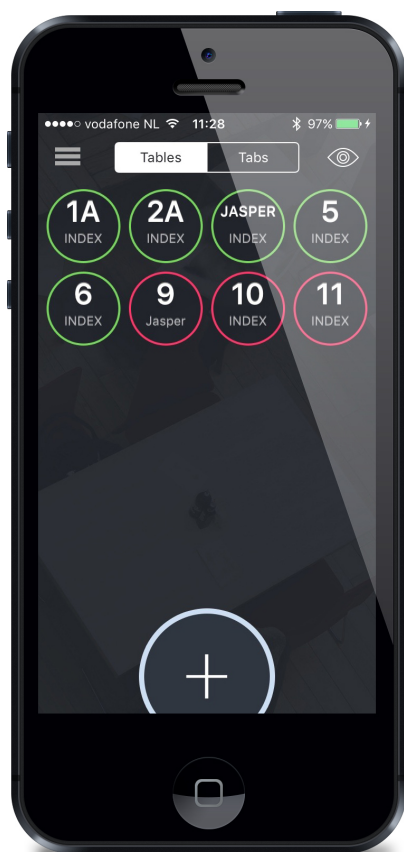 vodafone NL 11:28 97%
Tables Tabs
1A 2A JASPER 5
INDEX INDEX INDEX INDEX
6 9 10 11
INDEX Jasper INDEX INDEX
+